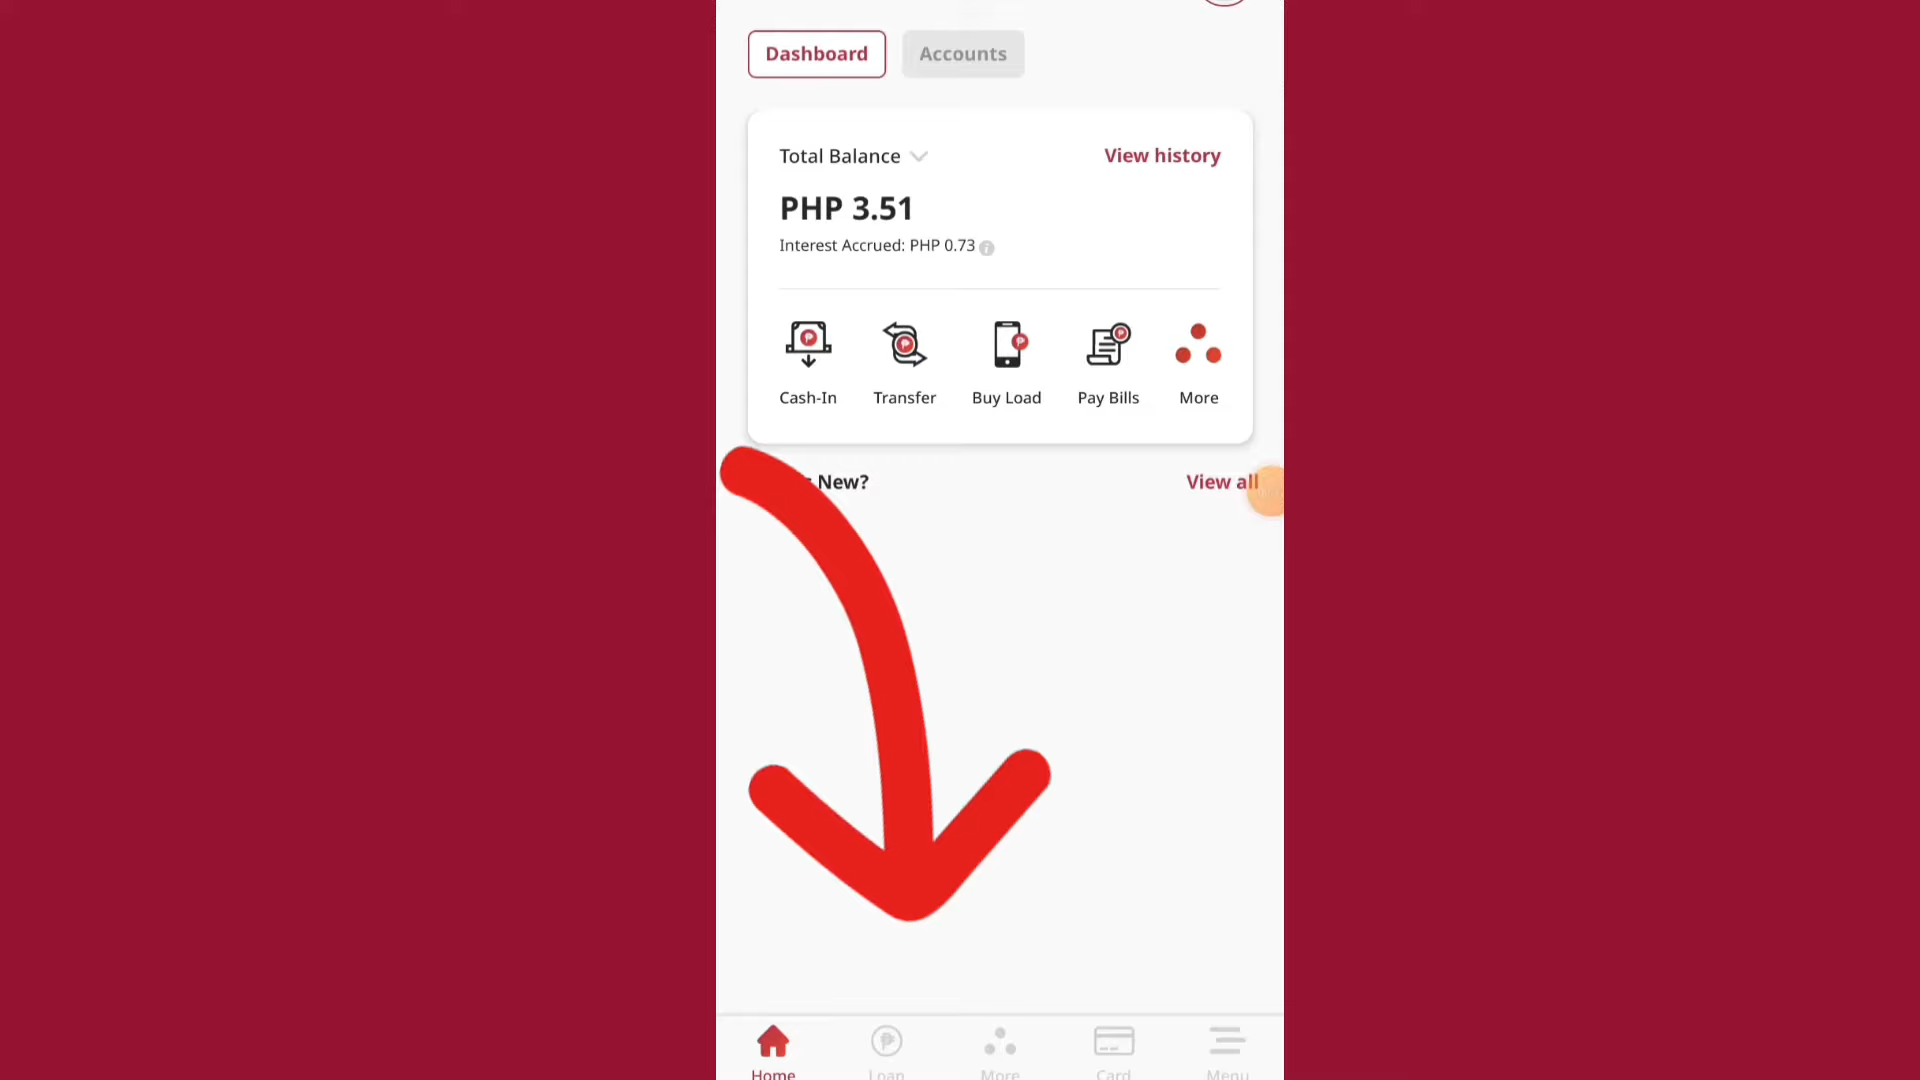 Dashboard Accounts
Total Balance View history
PHP 3.51
Interest Accrued: PHP 0.73
Cash-In Transfer Buy Load Pay Bills More
New? View all
Home Loan More Card Menu